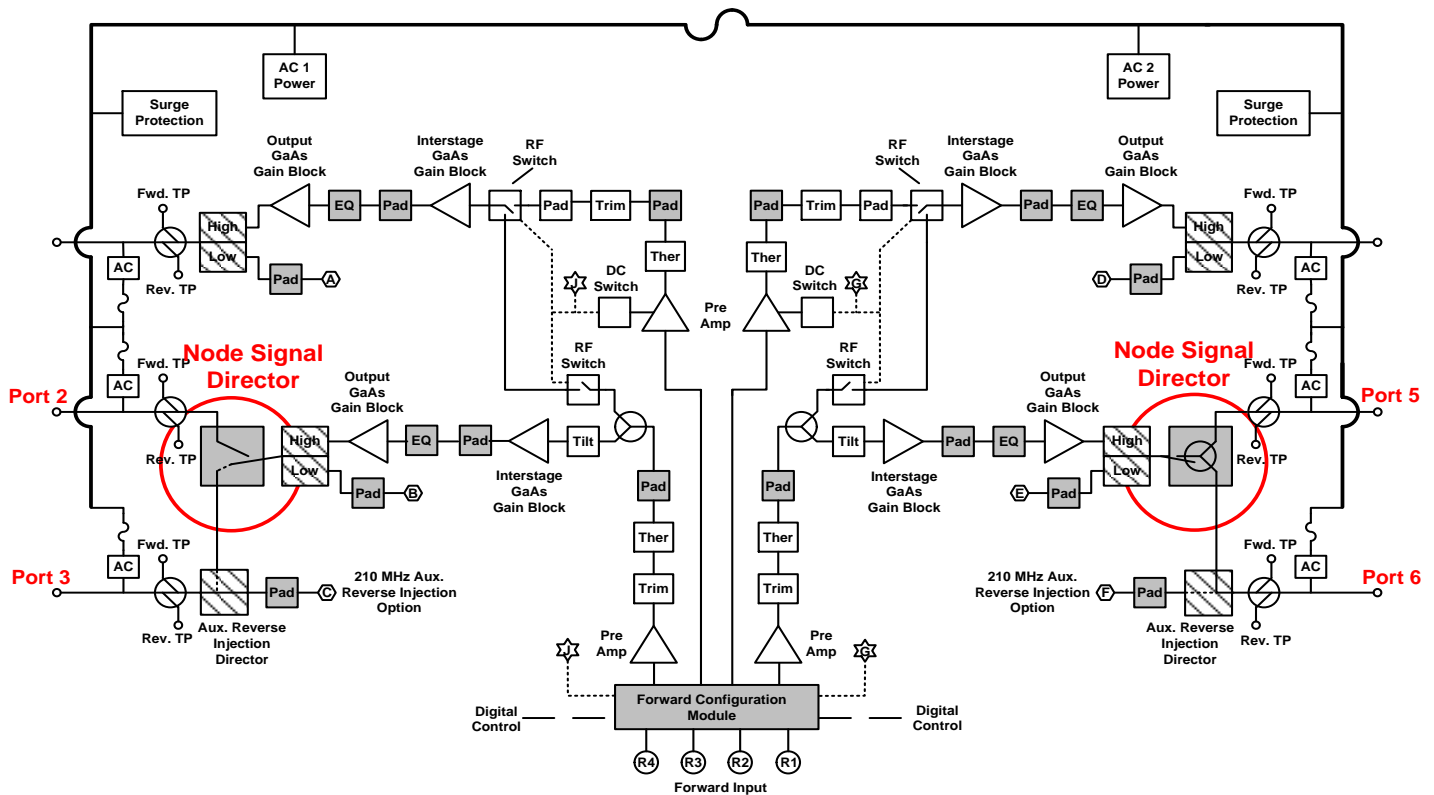 AC 1
Power
AC 2
Power
Surge
Protection
Surge
Protection
Output
GaAs
Gain Block
Interstage
GaAs
Gain Block
RF
Switch
RF
Switch
Interstage
GaAs
Gain Block
Output
GaAs
Gain Block
Fwd. TP
EQ
Pad
Pad
Trim
Pad
Pad
Trim
Pad
Pad
EQ
Fwd. TP
High
Low
Rev. TP
AC
Pad
A
Ther
J
DC
Switch
Pre
Amp
Ther
DC
Switch
G
D
Pad
High
Low
Rev. TP
AC
Node Signal
Director
Node Signal
Director
RF
Switch
RF
Switch
Port 2
AC
Fwd. TP
Rev. TP
Output
GaAs
Gain Block
High
Low
EQ
Pad
Tilt
Interstage
GaAs
Gain Block
Pad
B
Pad
Ther
Trim
Pre
Amp
Tilt
Pad
EQ
Output
GaAs
Gain Block
Interstage
GaAs
Gain Block
High
Low
E
Pad
Fwd. TP
Rev. TP
AC
Port 5
Pad
Ther
Trim
Pre
Amp
Port 3
AC
Fwd. TP
Rev. TP
Pad
C
210 MHz Aux.
Reverse Injection
Option
Aux. Reverse
Injection
Director
210 MHz Aux.
Reverse Injection
Option
F
Pad
Aux. Reverse
Injection
Director
Fwd. TP
Rev. TP
AC
Port 6
J
G
Forward Configuration
Module
Digital
Control
Digital
Control
R4
R3
R2
R1
Forward Input